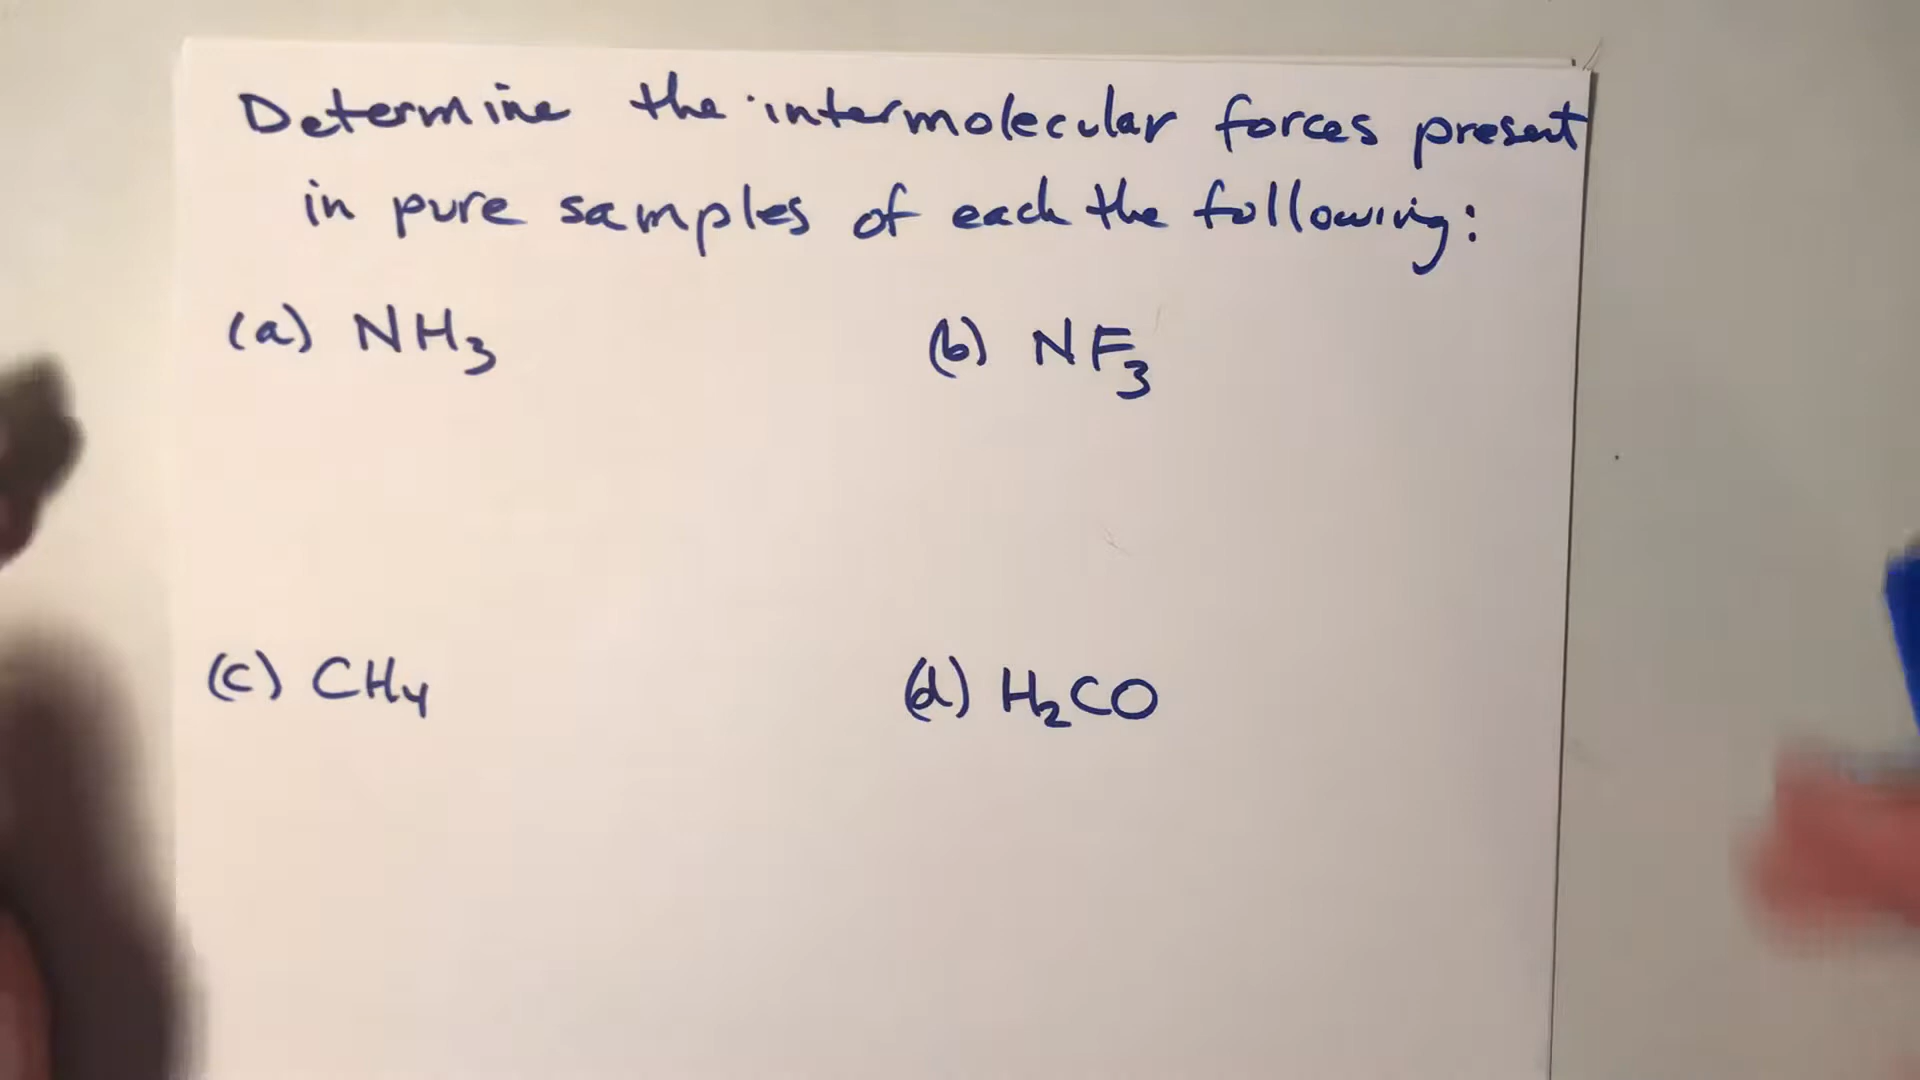 Determine the intermolecular forces present
in pure samples of each the following:
(a) NH₃ (b) NF₃
(c) CH₄ (d) H₂CO